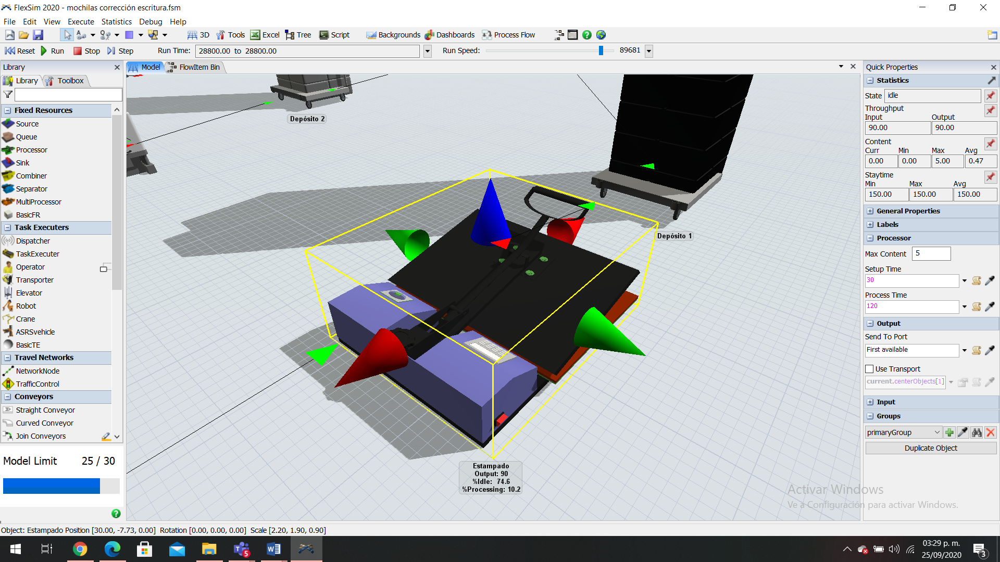 FlexSim 2020 - mochilas corrección escritura.fsm
File Edit View Execute Statistics Debug Help
3D Tools Excel Tree Script Backgrounds Dashboards Process Flow
Reset Run Stop Step Run Time: 28800.00 to 28800.00 Run Speed: 89681
Library
Library Toolbox
Fixed Resources
Source
Queue
Processor
Sink
Combiner
Separator
MultiProcessor
BasicFR
Task Executers
Dispatcher
TaskExecuter
Operator
Transporter
Elevator
Robot
Crane
ASRSvehicle
BasicTE
Travel Networks
NetworkNode
TrafficControl
Conveyors
Straight Conveyor
Curved Conveyor
Join Conveyors
Model Limit 25 / 30
Model FlowItem Bin
Depósito 2
Depósito 1
Estampado
Output: 90
%Idle: 74.6
%Processing: 10.2
Quick Properties
Statistics
State idle
Throughput
Input Output
90.00 90.00
Content
Curr Min Max Avg
0.00 0.00 5.00 0.47
Staytime
Min Max Avg
150.00 150.00 150.00
General Properties
Labels
Processor
Max Content 5
Setup Time
30
Process Time
120
Output
Send To Port
First available
Use Transport
current.centerObjects[1]
Input
Groups
primaryGroup
Duplicate Object
Activar Windows
Ve a Configuración para activar Windows.
Object: Estampado Position [30.00, -7.73, 0.00] Rotation [0.00, 0.00, 0.00] Scale [2.20, 1.90, 0.90]
03:29 p. m.
25/09/2020
5
3